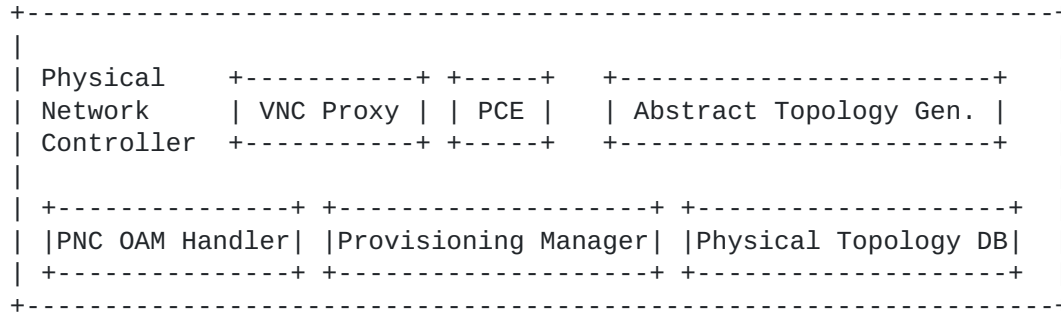 Physical
Network | VNC Proxy | | PCE | | Abstract Topology Gen. |
Controller
|PNC OAM Handler| |Provisioning Manager| |Physical Topology DB|